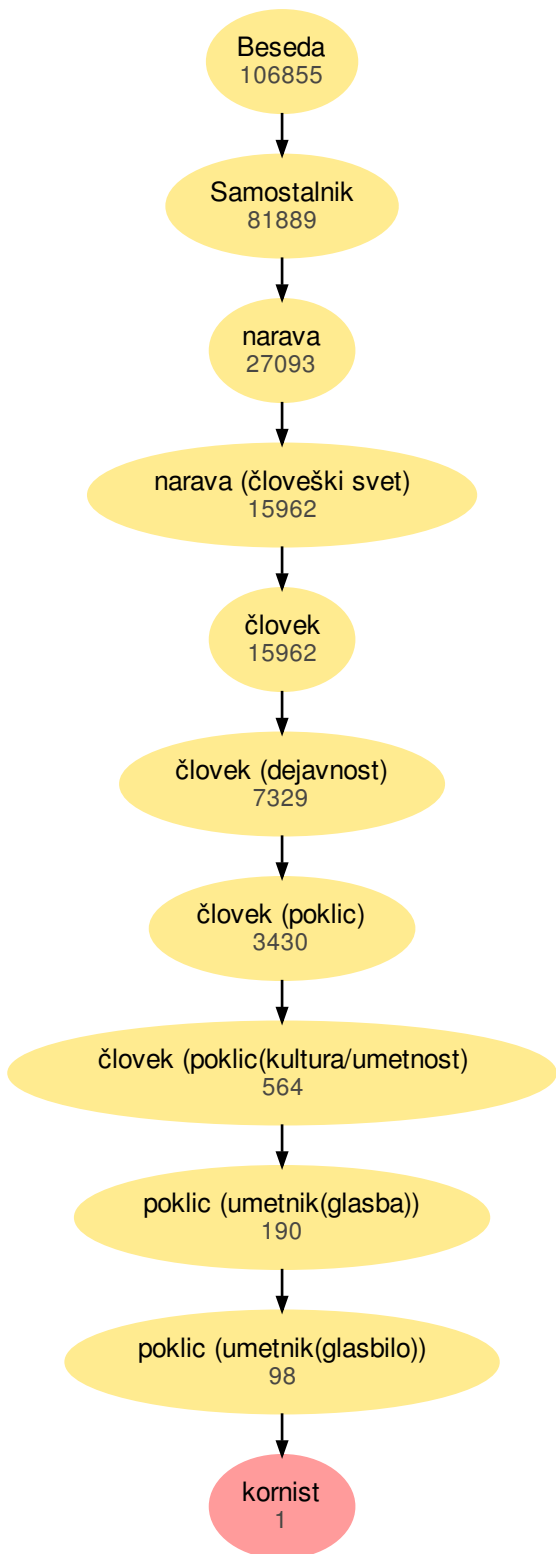 Beseda
106855
Samostalnik
81889
narava
27093
narava (človeški svet)
15962
človek
15962
človek (dejavnost)
7329
človek (poklic)
3430
človek (poklic(kultura/umetnost)
564
poklic (umetnik(glasba))
190
poklic (umetnik(glasbilo))
98
kornist
1